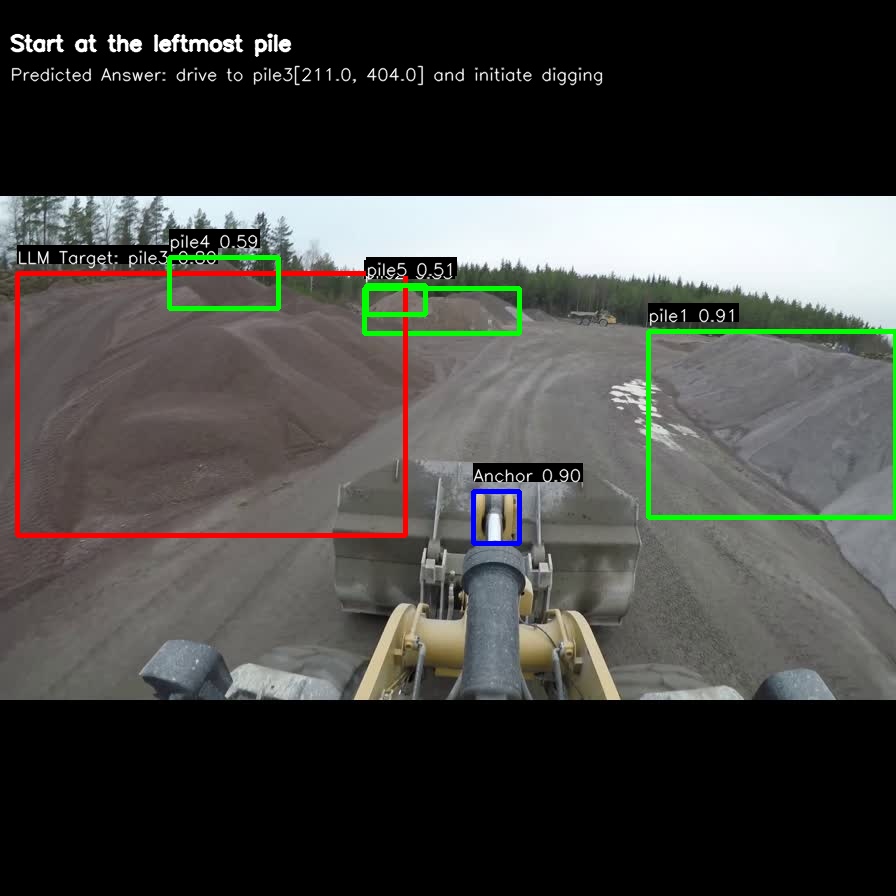 Start at the leftmost pile
Predicted Answer: drive to pile3[211.0, 404.0] and initiate digging
pile4 0.59
LLM Target: pile3
pile5 0.51
pile1 0.91
Anchor 0.90